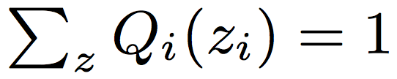 ∑_z Q_i(z_i) = 1